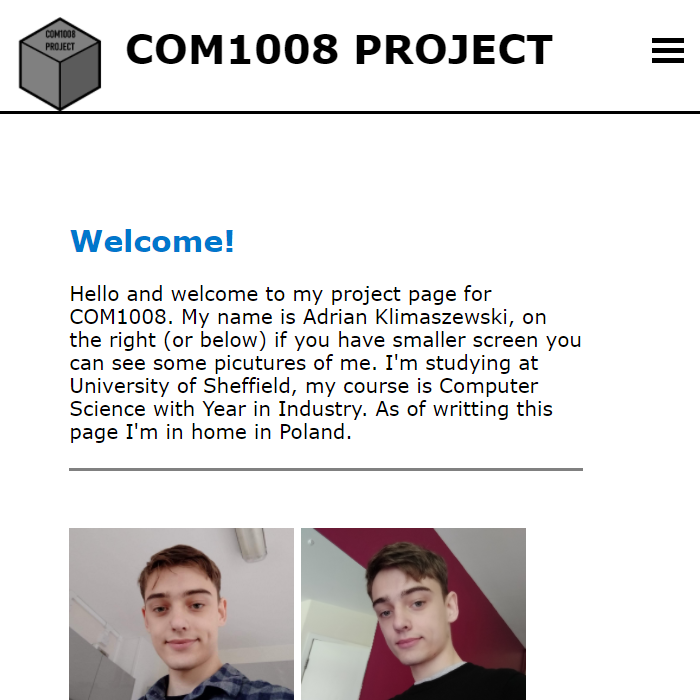 COM1008
PROJECT
COM1008 PROJECT
Welcome!
Hello and welcome to my project page for
COM1008. My name is Adrian Klimaszewski, on
the right (or below) if you have smaller screen you
can see some picutures of me. I'm studying at
University of Sheffield, my course is Computer
Science with Year in Industry. As of writting this
page I'm in home in Poland.